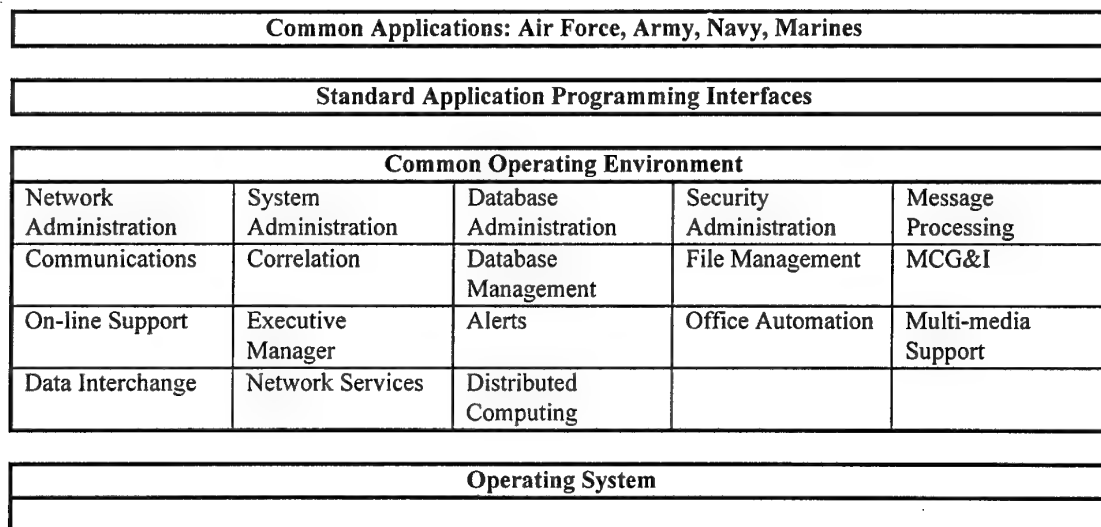 Common Applications: Air Force, Army, Navy, Marines
Standard Application Programming Interfaces
Common Operating Environment
Network Administration
System Administration
Database Administration
Security Administration
Message Processing
Communications
Correlation
Database Management
File Management
MCG&I
On-line Support
Executive Manager
Alerts
Office Automation
Multi-media Support
Data Interchange
Network Services
Distributed Computing
Operating System